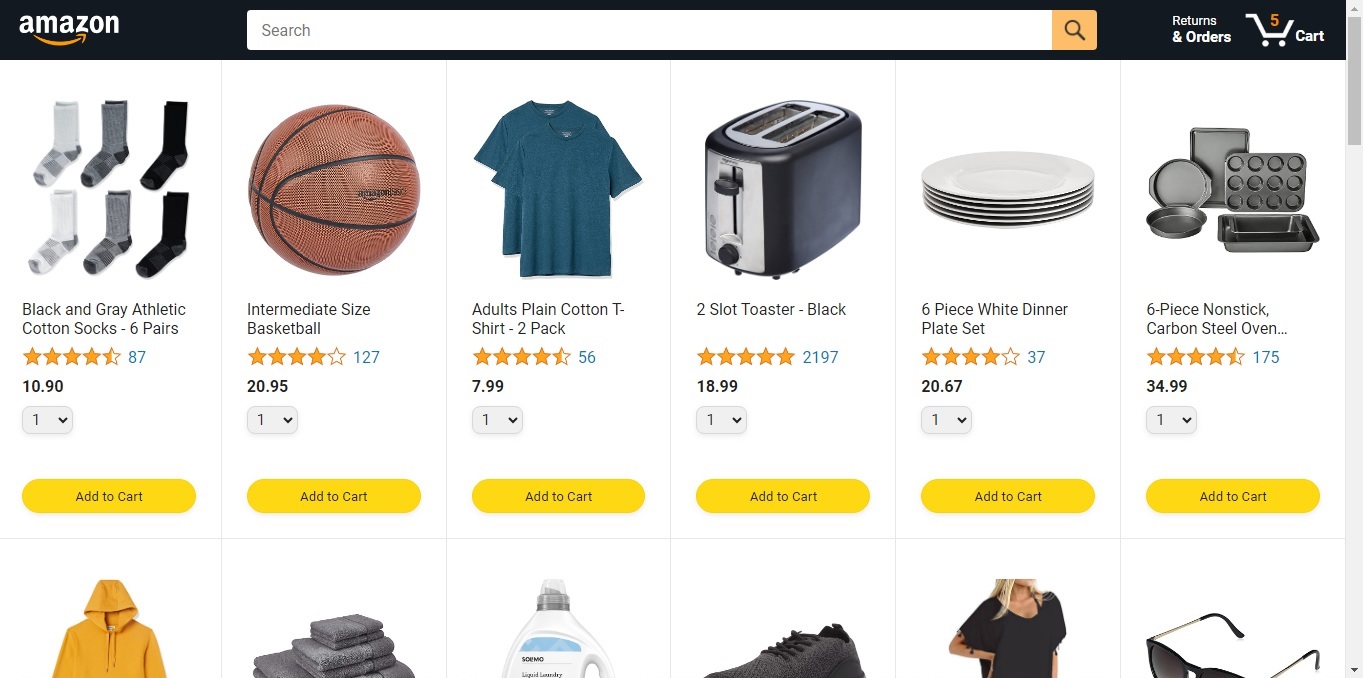 amazon
Search
Returns
& Orders
5
Cart
Black and Gray Athletic
Cotton Socks - 6 Pairs
87
10.90
1
Add to Cart
Intermediate Size
Basketball
127
20.95
1
Add to Cart
Adults Plain Cotton T-
Shirt - 2 Pack
56
7.99
1
Add to Cart
2 Slot Toaster - Black
2197
18.99
1
Add to Cart
6 Piece White Dinner
Plate Set
37
20.67
1
Add to Cart
6-Piece Nonstick,
Carbon Steel Oven...
175
34.99
1
Add to Cart
SOLIMO
Liquid Laundry